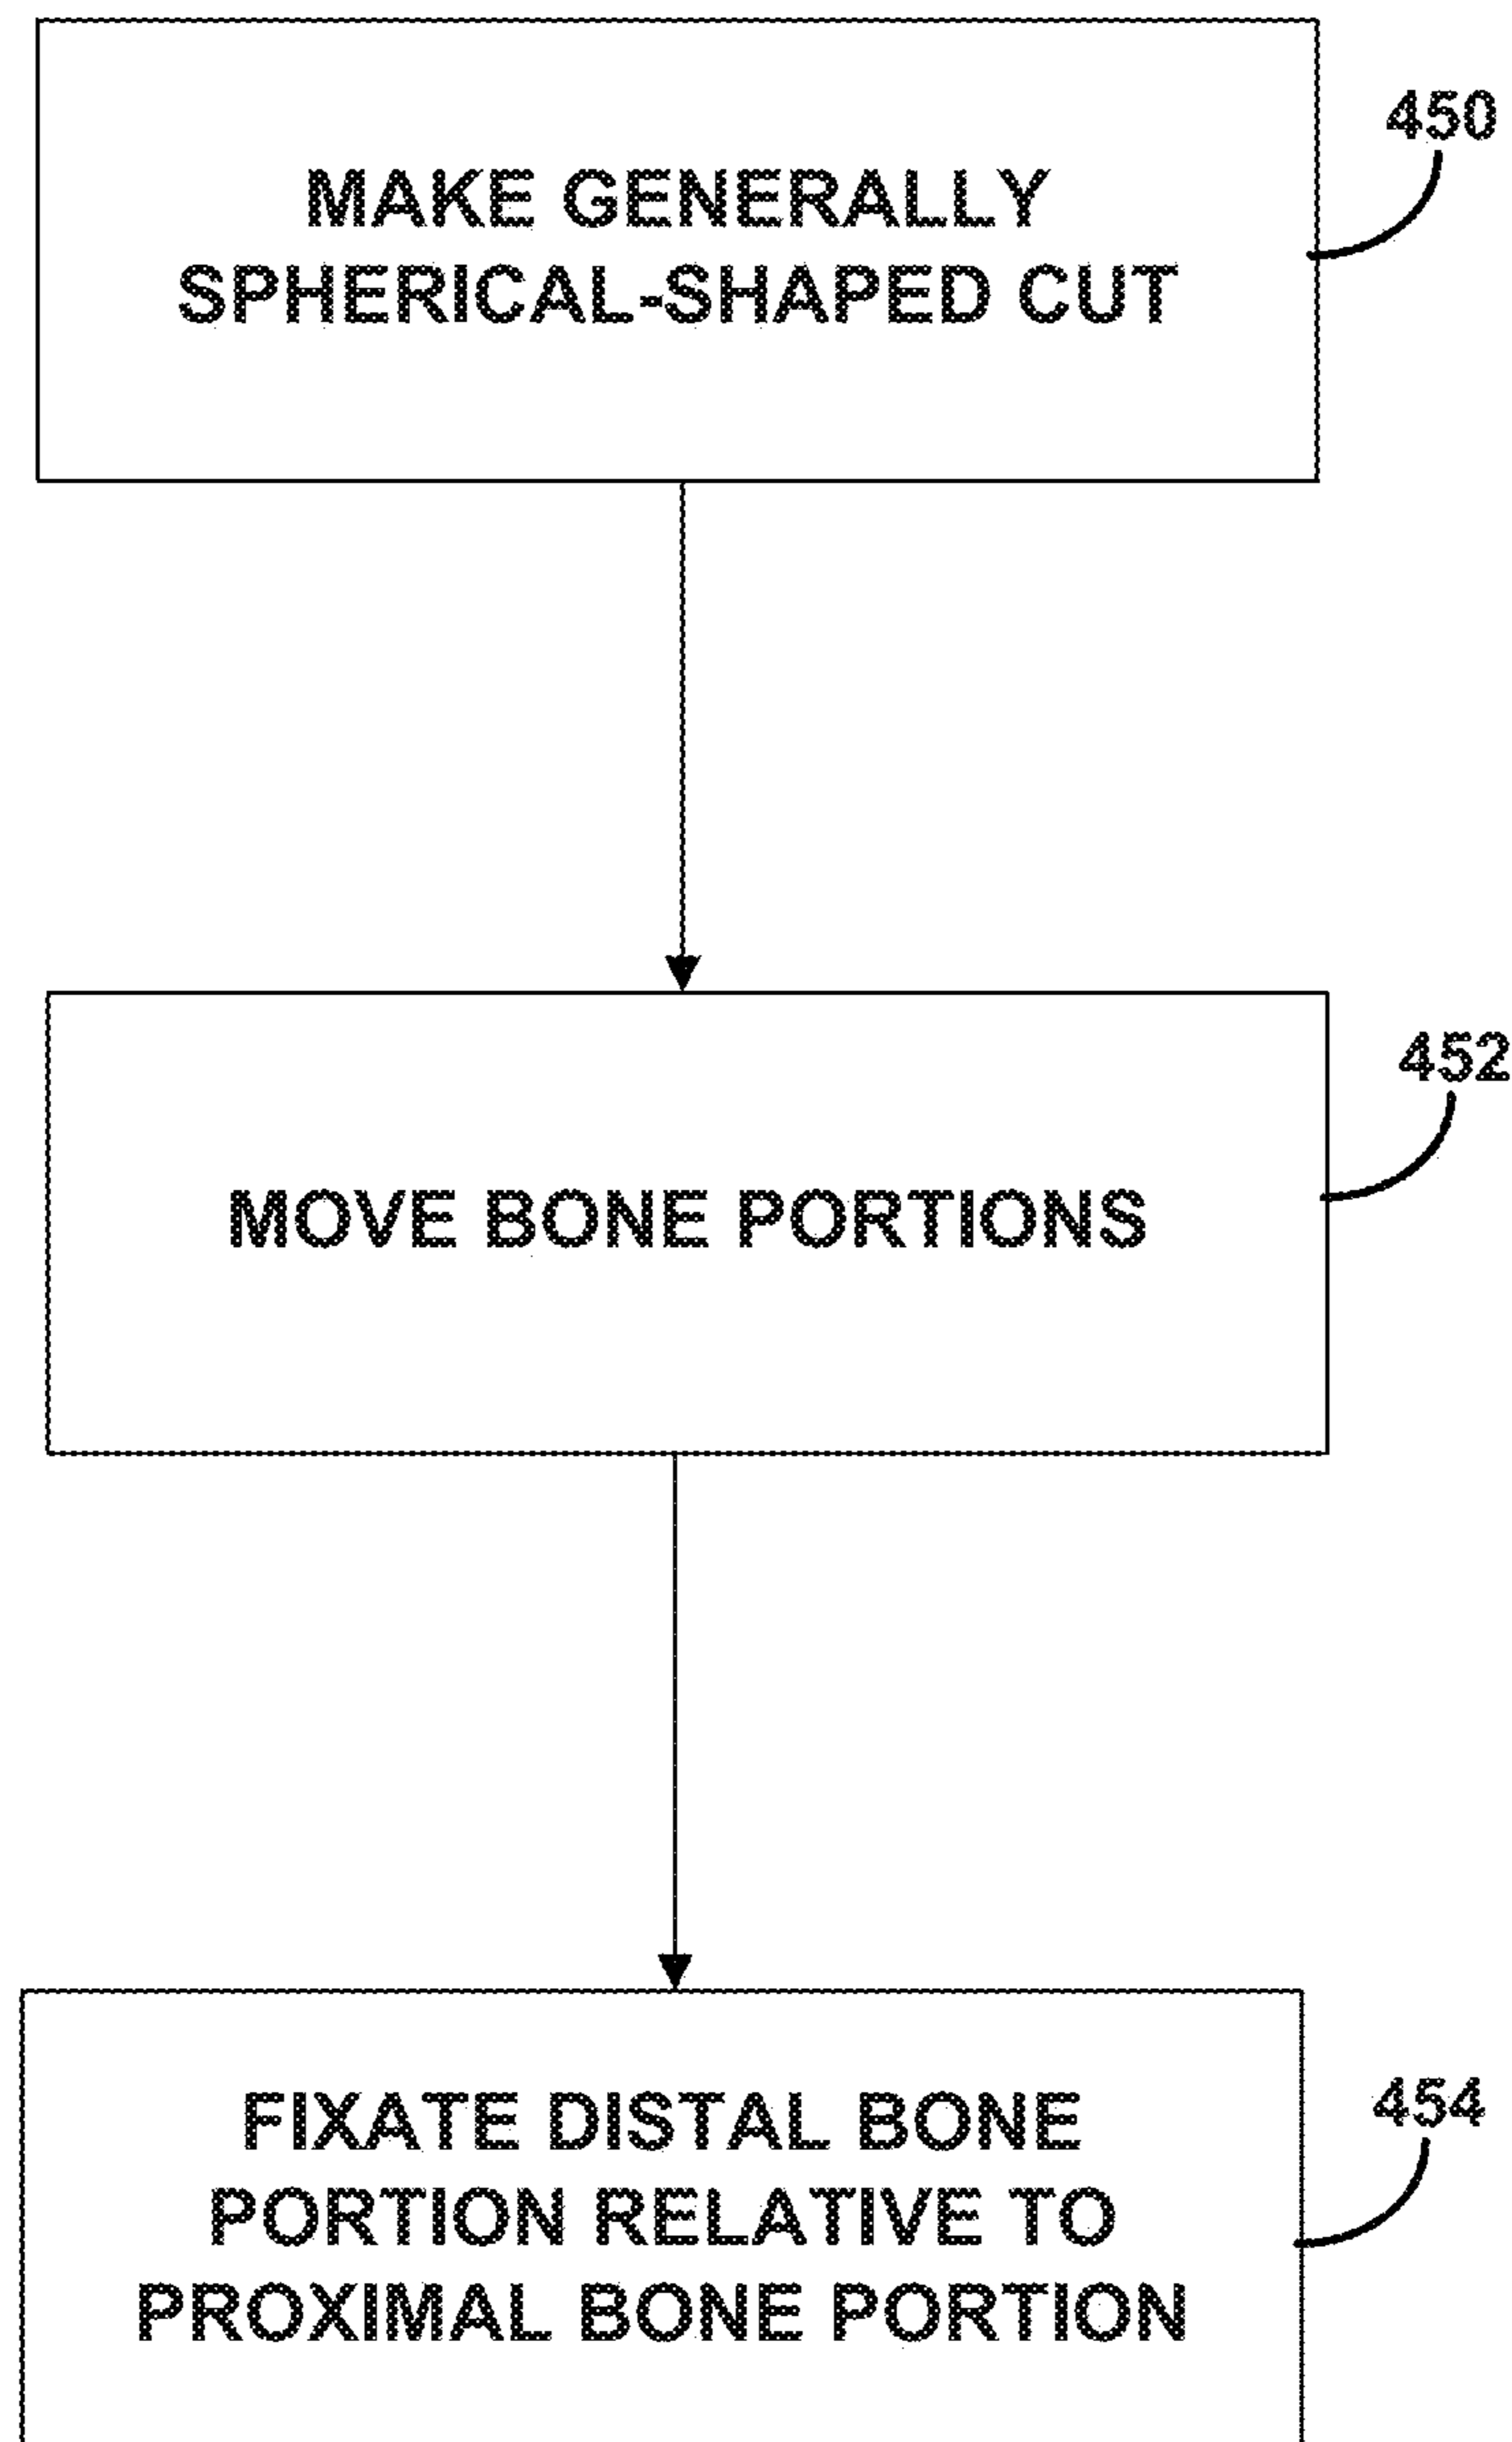 450
MAKE GENERALLY
SPHERICAL-SHAPED CUT
452
MOVE BONE PORTIONS
454
FIXATE DISTAL BONE
PORTION RELATIVE TO
PROXIMAL BONE PORTION